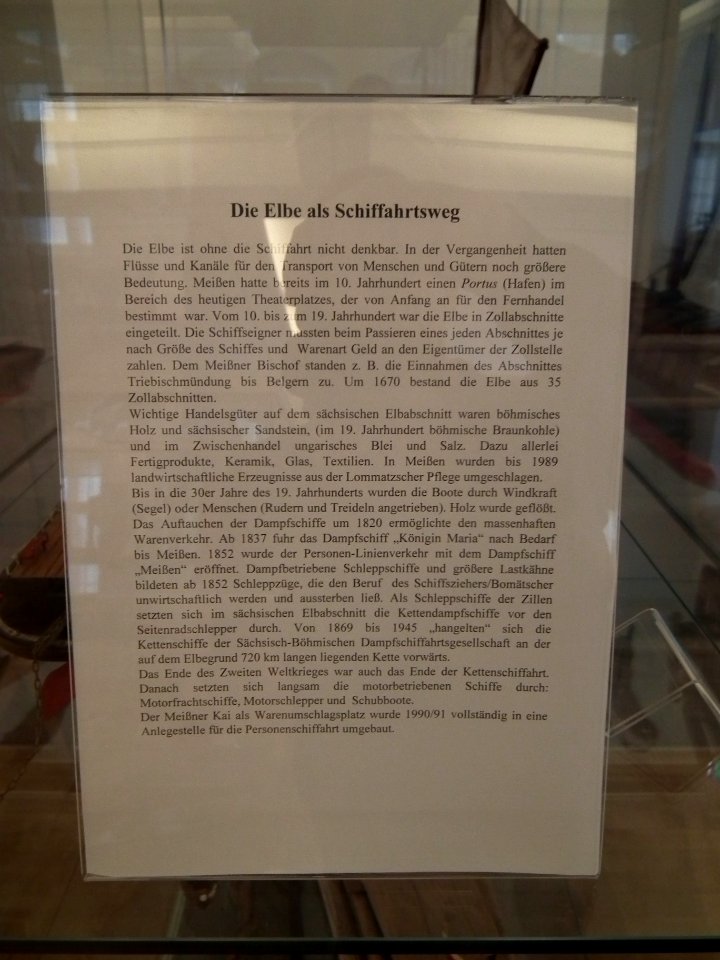 Die Elbe als Schiffahrtsweg
Die Elbe ist ohne die Schiffahrt nicht denkbar. In der Vergangenheit hatten
Flüsse und Kanäle für den Transport von Menschen und Gütern noch größere
Bedeutung. Meißen hatte bereits im 10. Jahrhundert einen Portus (Hafen) im
Bereich des heutigen Theaterplatzes, der von Anfang an für den Fernhandel
bestimmt war. Vom 10. bis zum 19. Jahrhundert war die Elbe in Zollabschnitte
eingeteilt. Die Schiffseigner mussten beim Passieren eines jeden Abschnittes je
nach Größe des Schiffes und Warenart Geld an den Eigentümer der Zollstelle
zahlen. Dem Meißner Bischof standen z. B. die Einnahmen des Abschnittes
Triebischmündung bis Belgern zu. Um 1670 bestand die Elbe aus 35
Zollabschnitten.
Wichtige Handelsgüter auf dem sächsischen Elbabschnitt waren böhmisches
Holz und sächsischer Sandstein, (im 19. Jahrhundert böhmische Braunkohle)
und im Zwischenhandel ungarisches Blei und Salz. Dazu allerlei
Fertigprodukte, Keramik, Glas, Textilien. In Meißen wurden bis 1989
landwirtschaftliche Erzeugnisse aus der Lommatzscher Pflege umgeschlagen.
Bis in die 30er Jahre des 19. Jahrhunderts wurden die Boote durch Windkraft
(Segel) oder Menschen (Rudern und Treideln angetrieben). Holz wurde geflößt.
Das Auftauchen der Dampfschiffe um 1820 ermöglichte den massenhaften
Warenverkehr. Ab 1837 fuhr das Dampfschiff „Königin Maria“ nach Bedarf
bis Meißen. 1852 wurde der Personen-Linienverkehr mit dem Dampfschiff
„Meißen“ eröffnet. Dampfbetriebene Schleppschiffe und größere Lastkähne
bildeten ab 1852 Schleppzüge, die den Beruf des Schiffsziehers/Bomätscher
unwirtschaftlich werden und aussterben ließ. Als Schleppschiffe der Zillen
setzten sich im sächsischen Elbabschnitt die Kettendampfschiffe vor den
Seitenradschlepper durch. Von 1869 bis 1945 „hangelten“ sich die
Kettenschiffe der Sächsisch-Böhmischen Dampfschiffahrtsgesellschaft an der
auf dem Elbegrund 720 km langen liegenden Kette vorwärts.
Das Ende des Zweiten Weltkrieges war auch das Ende der Kettenschiffahrt.
Danach setzten sich langsam die motorbetriebenen Schiffe durch:
Motorfrachtschiffe, Motorschlepper und Schubboote.
Der Meißner Kai als Warenumschlagsplatz wurde 1990/91 vollständig in eine
Anlegestelle für die Personenschiffahrt umgebaut.